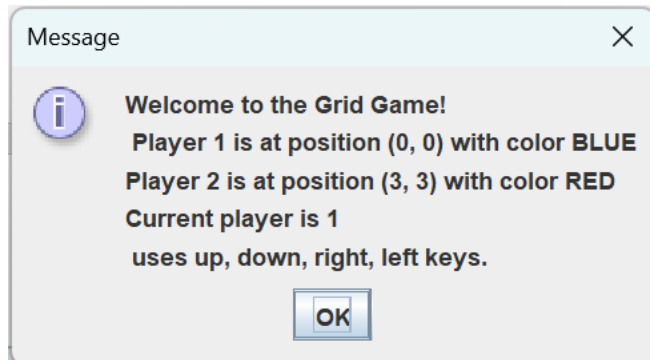 Message
Welcome to the Grid Game!
Player 1 is at position (0, 0) with color BLUE
Player 2 is at position (3, 3) with color RED
Current player is 1
uses up, down, right, left keys.
OK